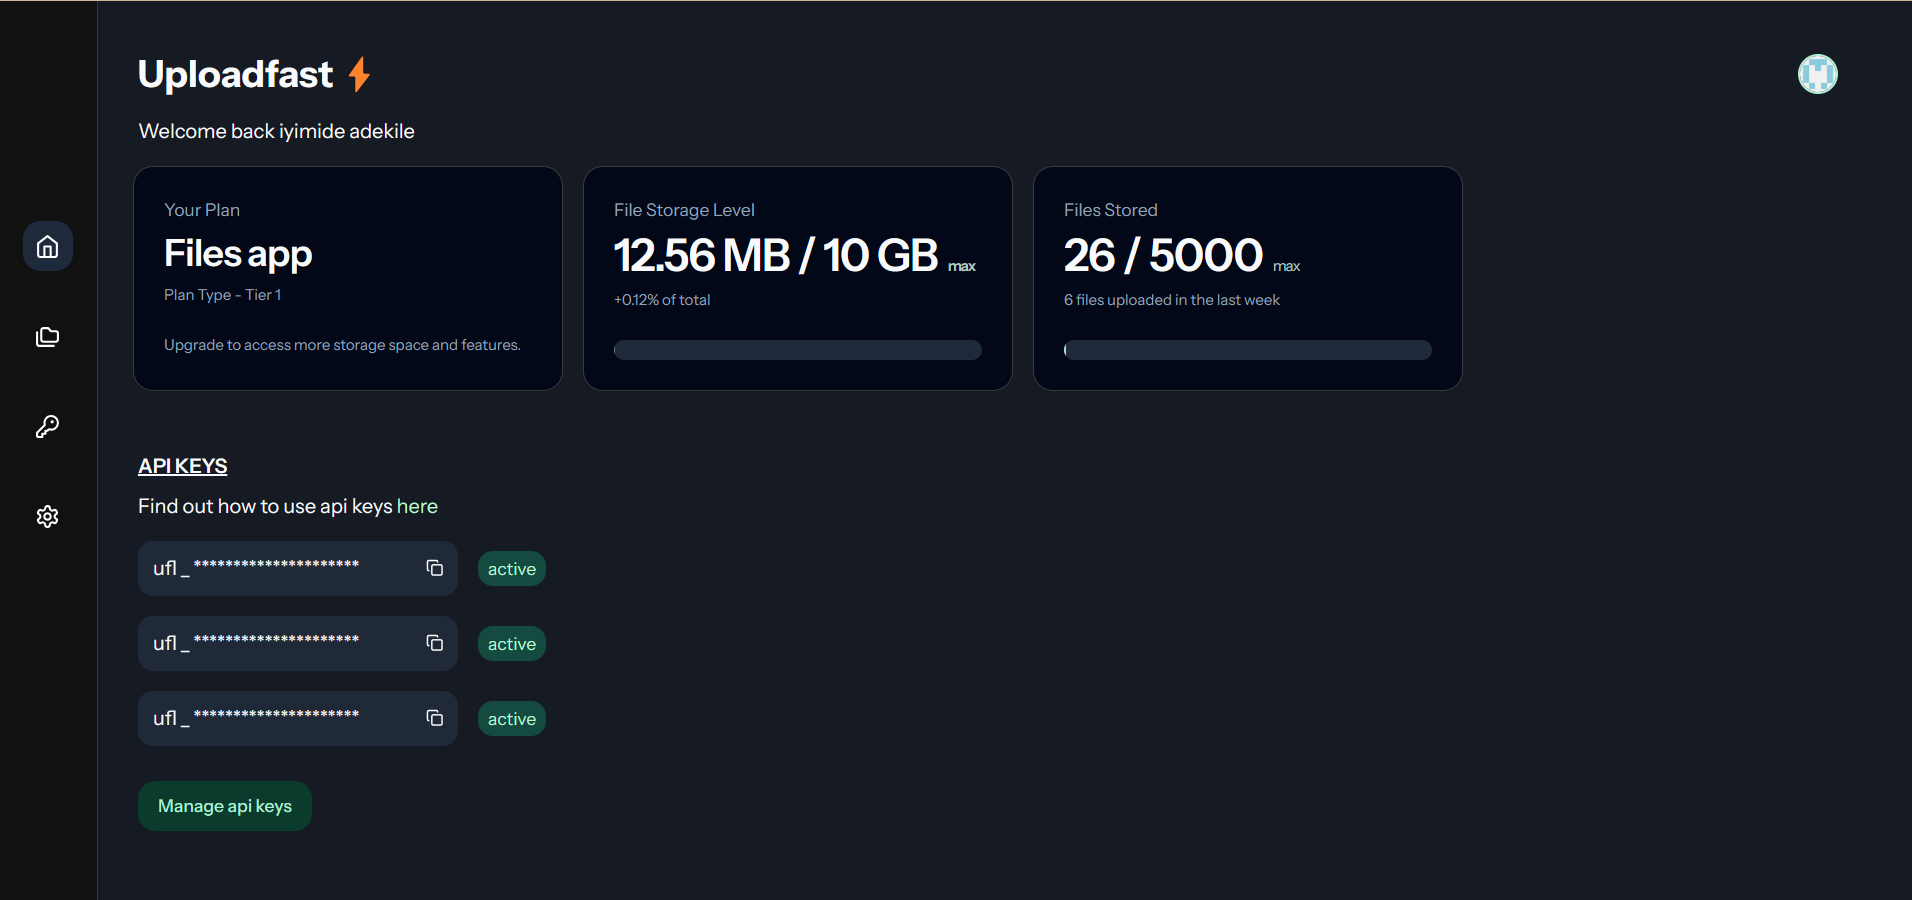 Uploadfast
Welcome back iyimide adekile
Your Plan
Files app
Plan Type - Tier 1
Upgrade to access more storage space and features.
File Storage Level
12.56 MB / 10 GB max
+0.12% of total
Files Stored
26 / 5000 max
6 files uploaded in the last week
API KEYS
Find out how to use api keys here
ufl_********************* active
ufl_********************* active
ufl_********************* active
Manage api keys